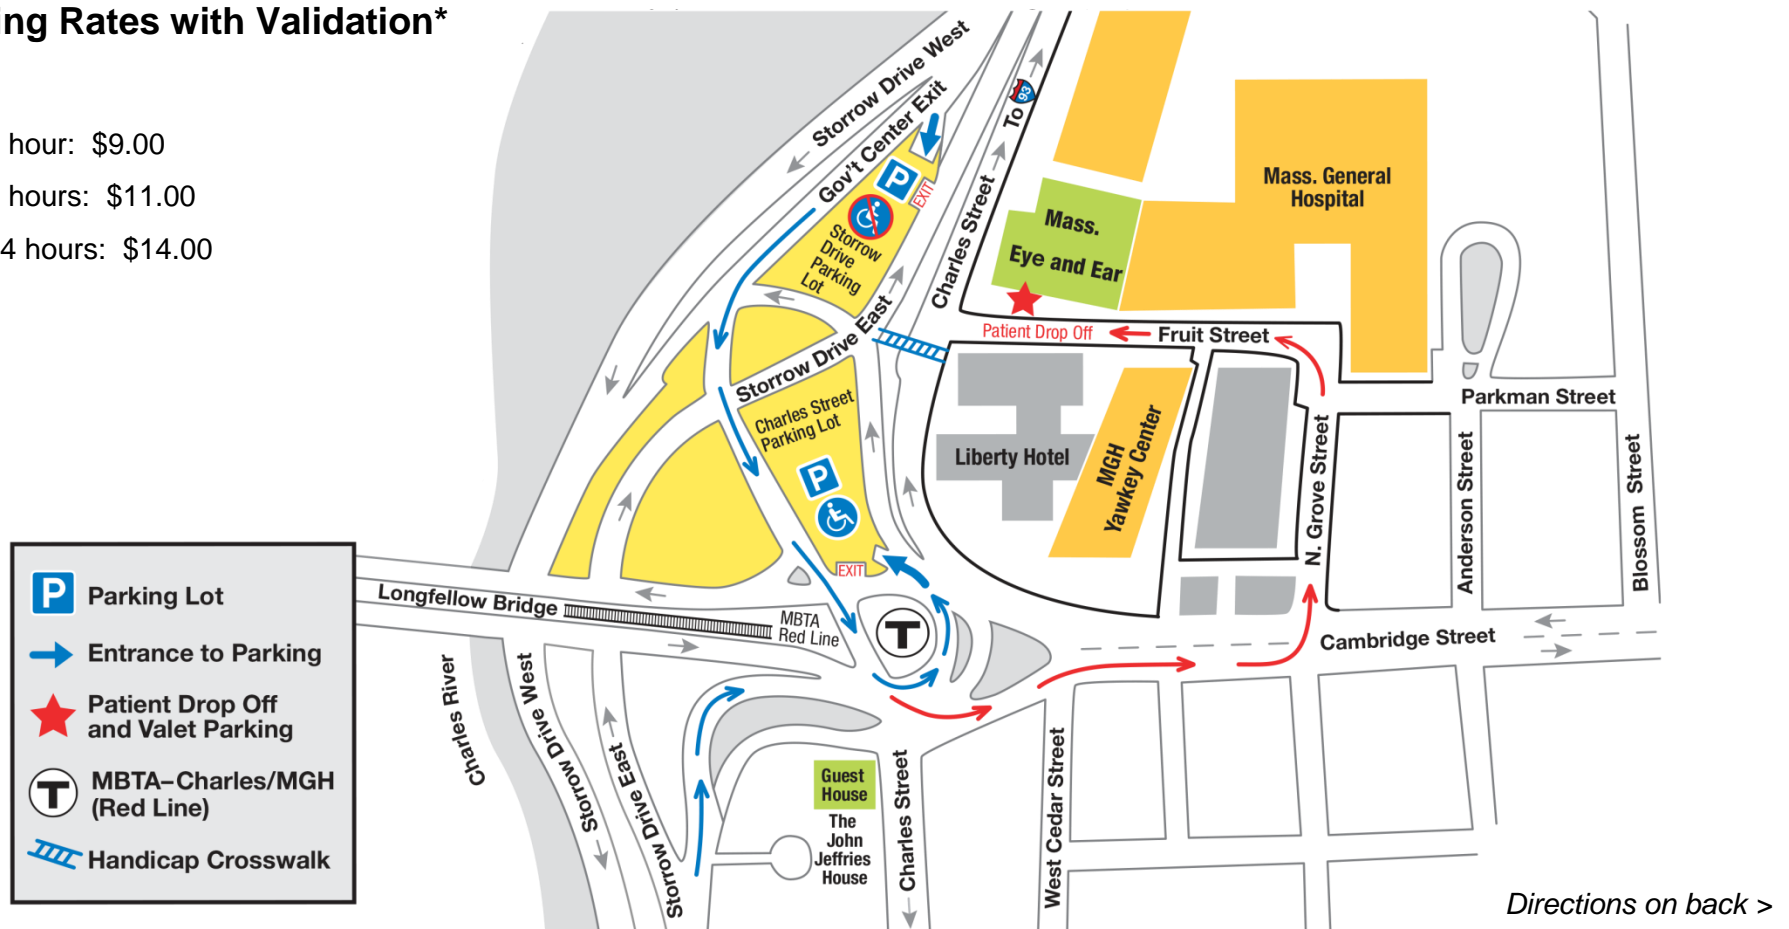 ing Rates with Validation*
hour: $9.00
hours: $11.00
4 hours: $14.00
Storrow Drive West
Gov't Center Exit
To 93
P
EXIT
Storrow
Drive
Parking
Lot
Charles Street
Mass.
Eye and Ear
Mass. General
Hospital
Patient Drop Off
Fruit Street
Storrow Drive East
Charles Street
Parking Lot
P
EXIT
Liberty Hotel
MGH
Yawkey Center
N. Grove Street
Parkman Street
Anderson Street
Blossom Street
Cambridge Street
Longfellow Bridge
MBTA
Red Line
T
P Parking Lot
Entrance to Parking
Patient Drop Off
and Valet Parking
T MBTA–Charles/MGH
(Red Line)
Handicap Crosswalk
Charles River
Storrow Drive West
Storrow Drive East
Guest
House
The
John
Jeffries
House
Charles Street
West Cedar Street
Directions on back >